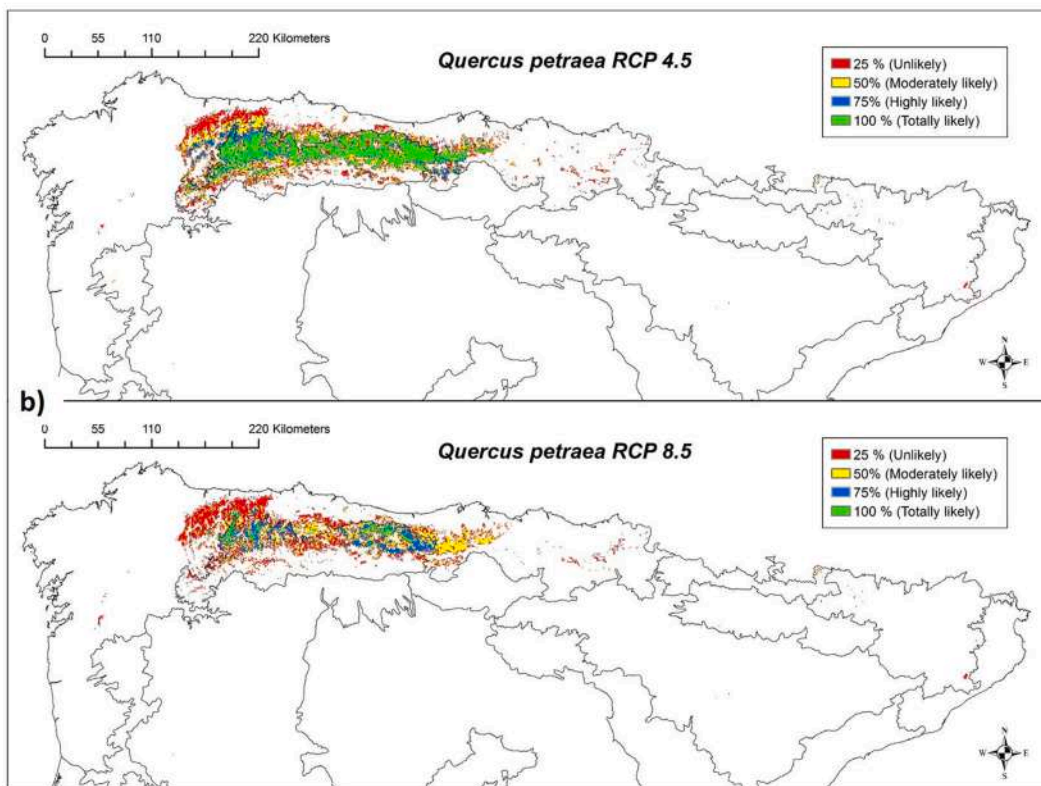 0 55 110 220 Kilometers
Quercus petraea RCP 4.5
25 % (Unlikely)
50% (Moderately likely)
75% (Highly likely)
100 % (Totally likely)
N
W E
S
b)
0 55 110 220 Kilometers
Quercus petraea RCP 8.5
25 % (Unlikely)
50% (Moderately likely)
75% (Highly likely)
100 % (Totally likely)
N
W E
S